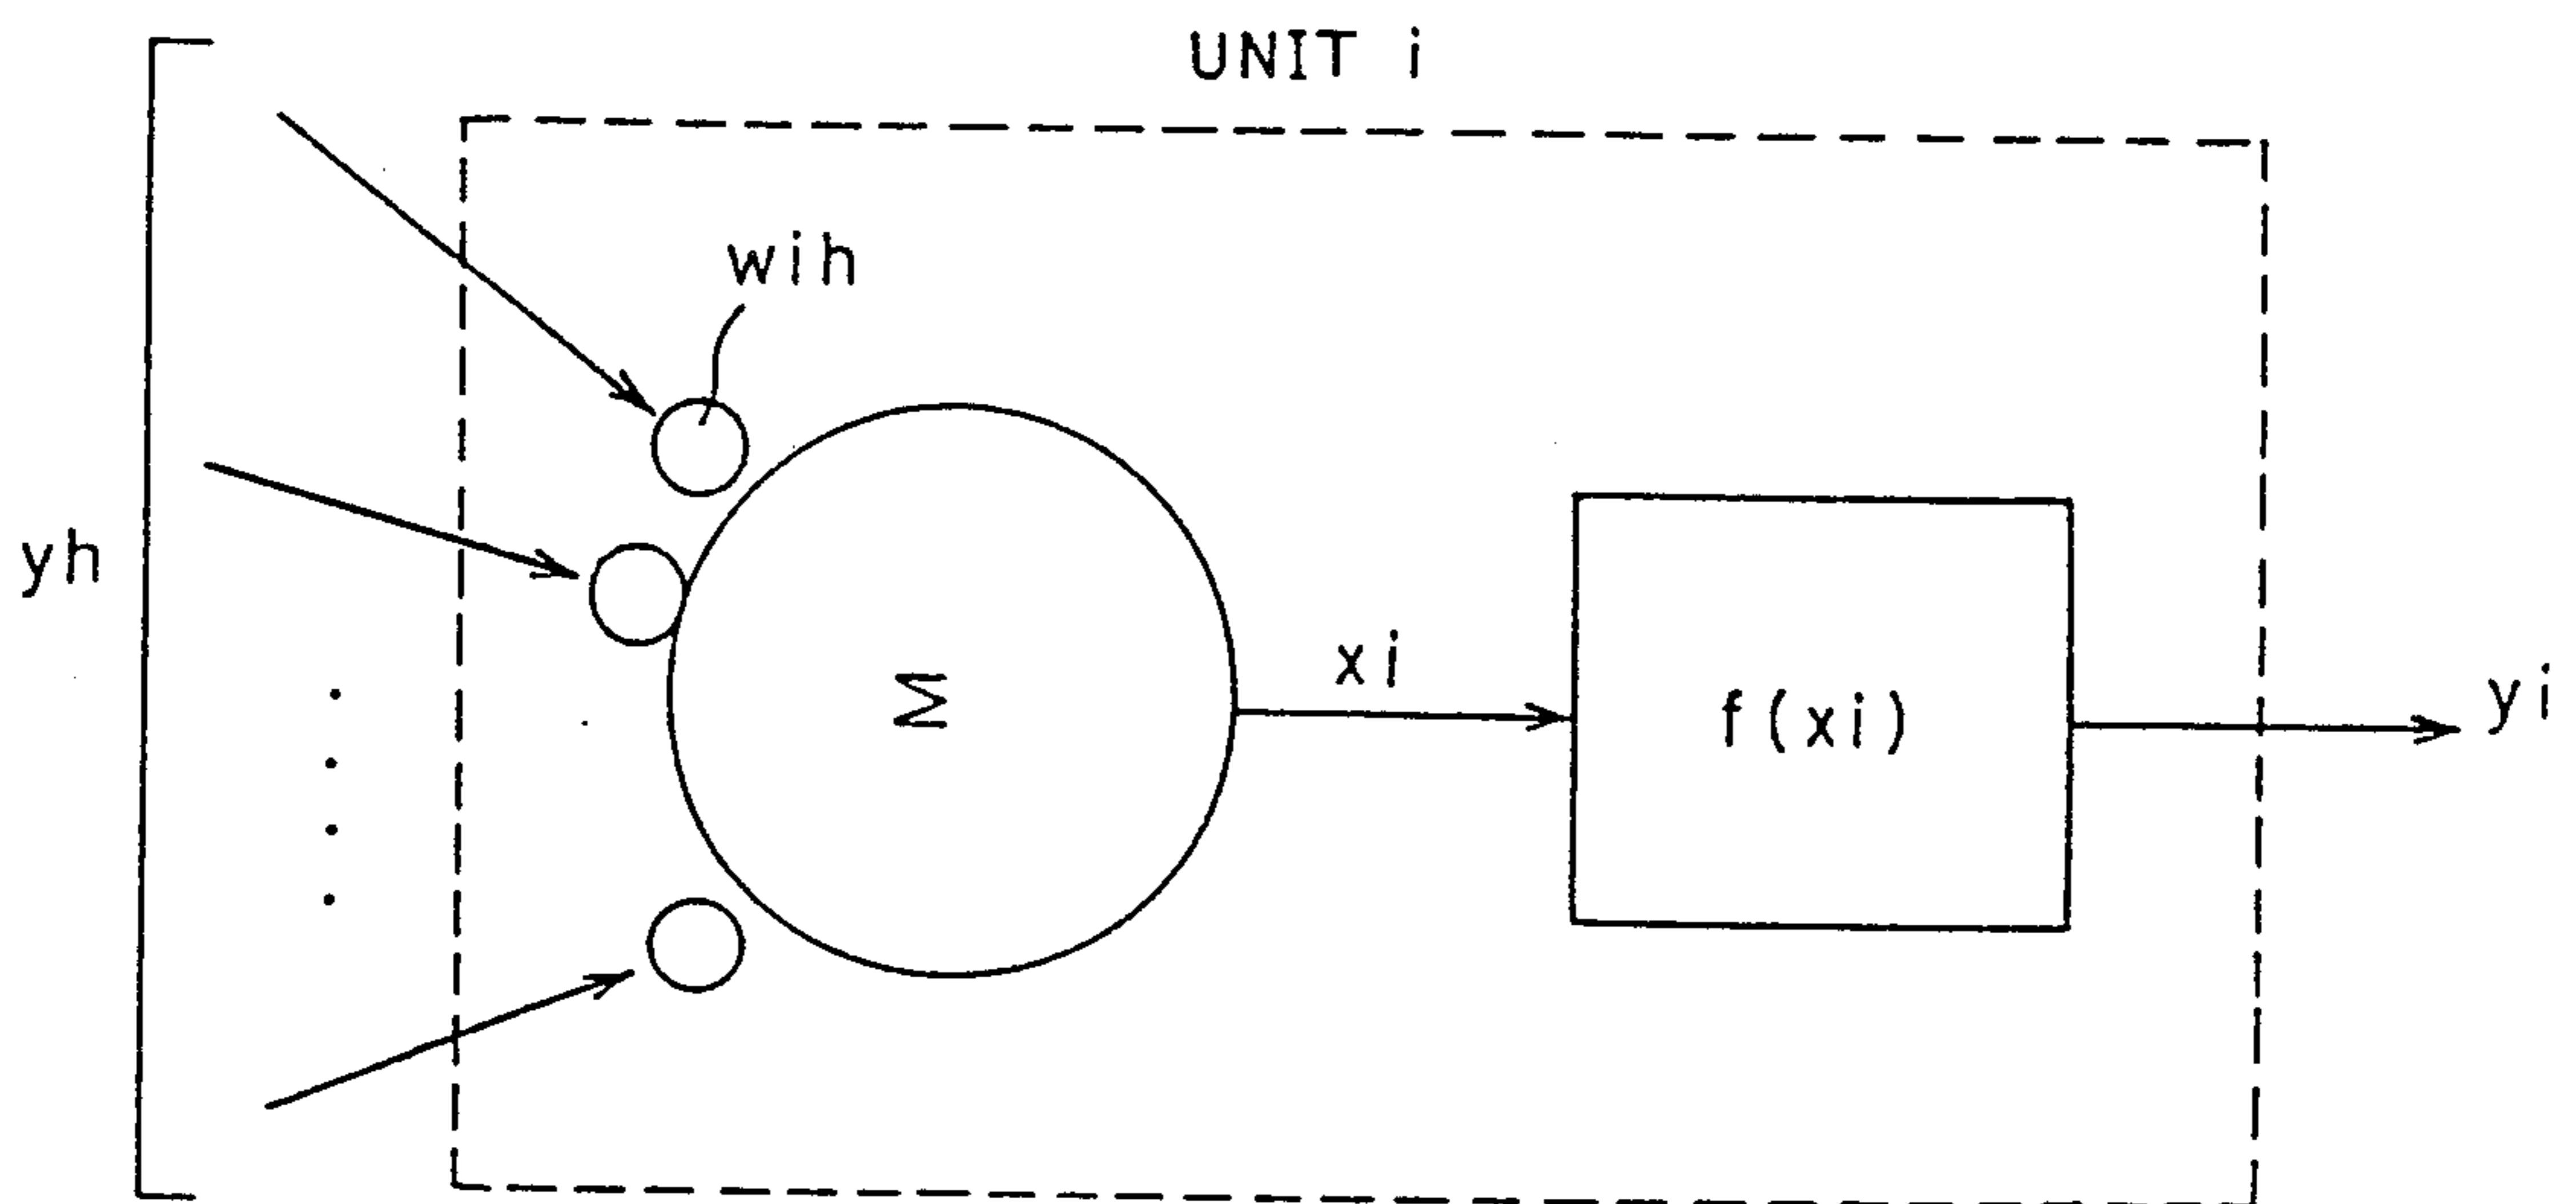 UNIT i
wih
yh
Σ
xi
f(xi)
yi